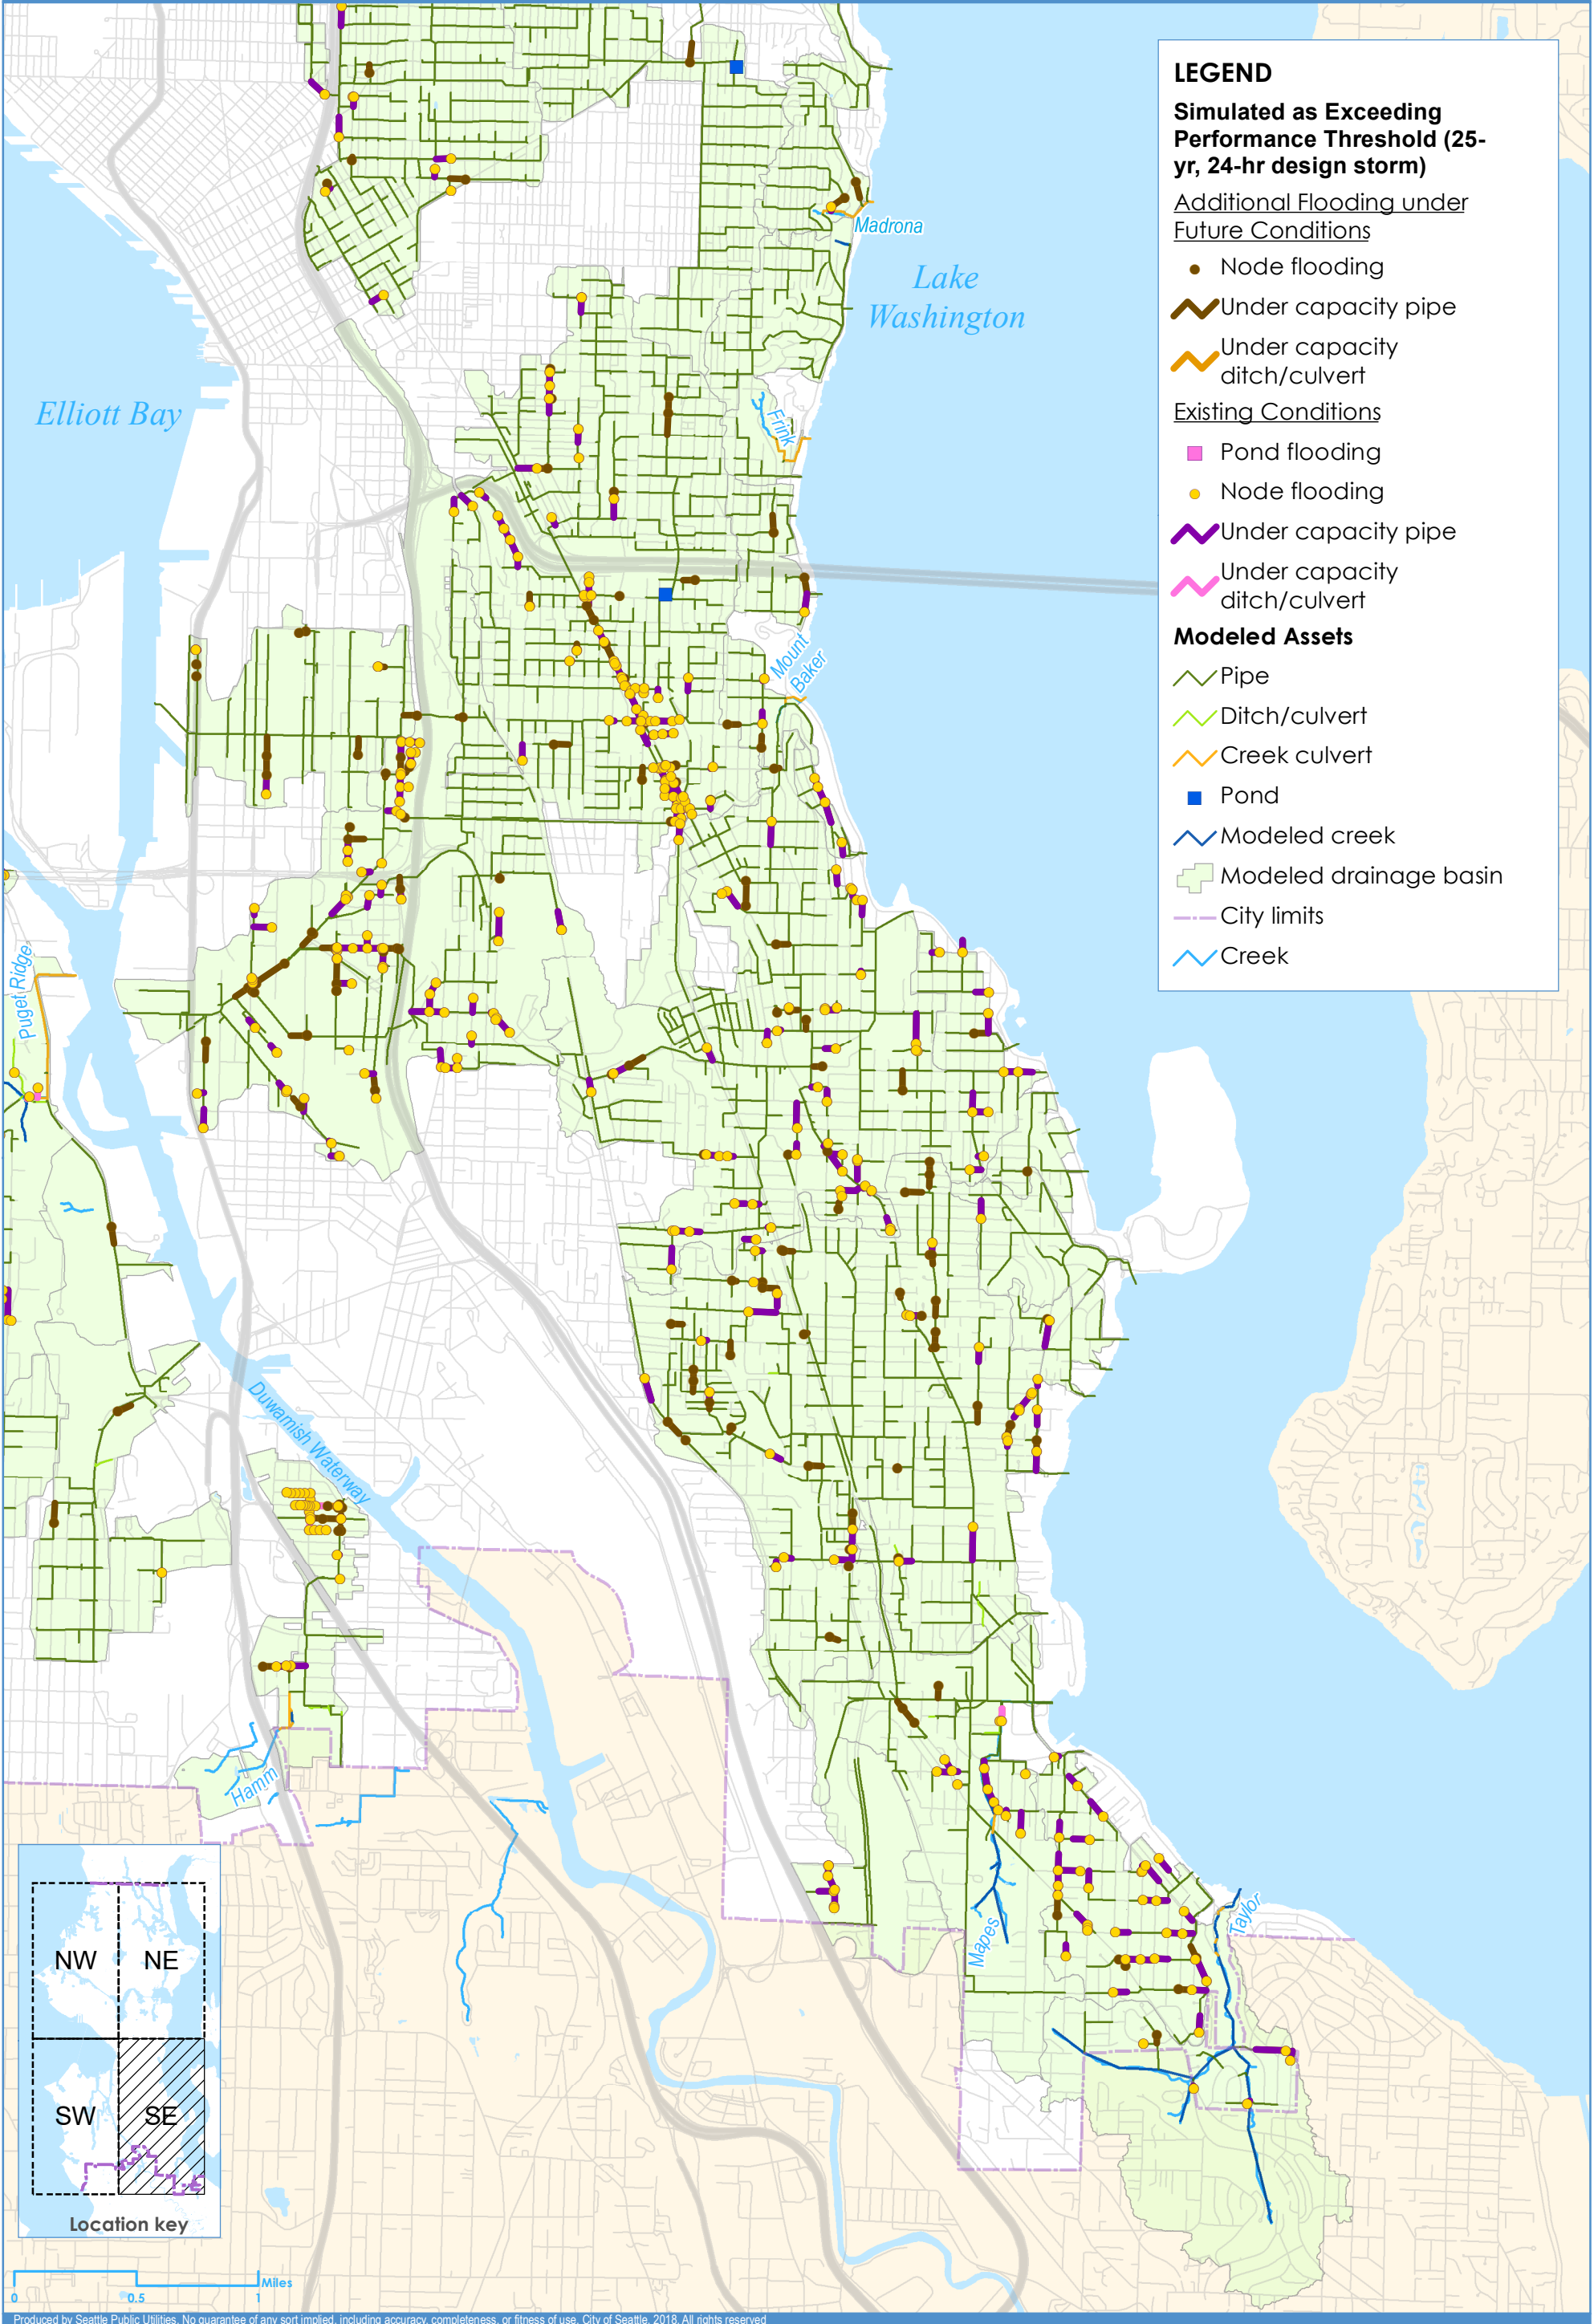 LEGEND
Simulated as Exceeding
Performance Threshold (25-
yr, 24-hr design storm)
Additional Flooding under
Future Conditions
Node flooding
Under capacity pipe
Under capacity
ditch/culvert
Existing Conditions
Pond flooding
Node flooding
Under capacity pipe
Under capacity
ditch/culvert
Modeled Assets
Pipe
Ditch/culvert
Creek culvert
Pond
Modeled creek
Modeled drainage basin
City limits
Creek
Madrona
Lake
Washington
Elliott Bay
Frink
Mount
Baker
Puget Ridge
Duwamish Waterway
Hamm
Mapes
Taylor
NW
NE
SW
SE
Location key
Miles
0
0.5
1
Produced by Seattle Public Utilities. No guarantee of any sort implied, including accuracy, completeness, or fitness of use. City of Seattle, 2018. All rights reserved